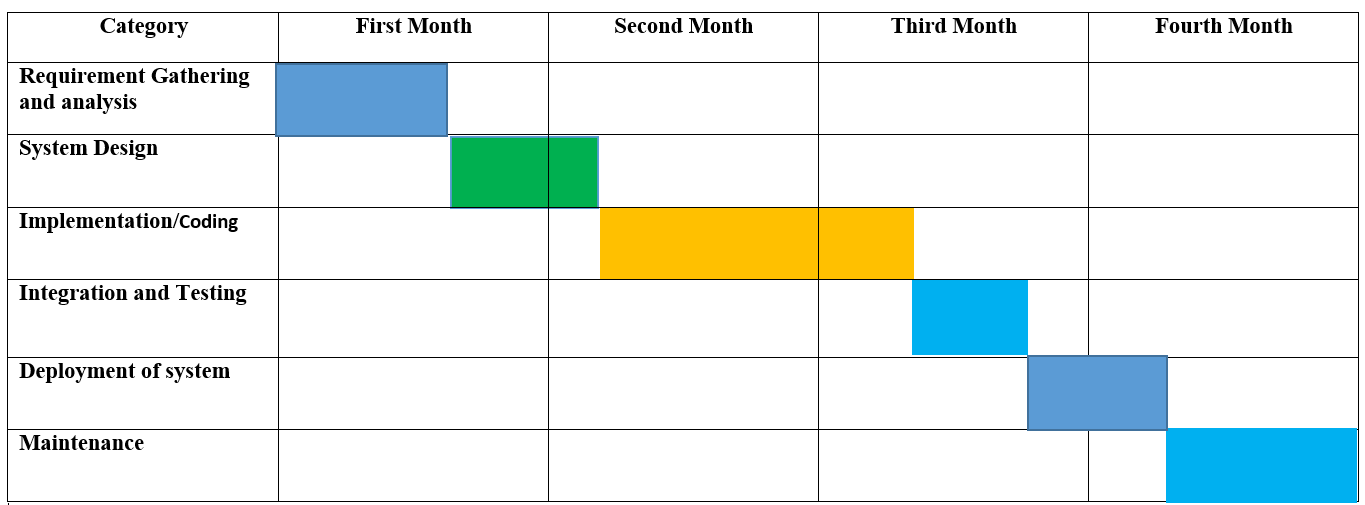 Category First Month Second Month Third Month Fourth Month
Requirement Gathering
and analysis
System Design
Implementation/Coding
Integration and Testing
Deployment of system
Maintenance